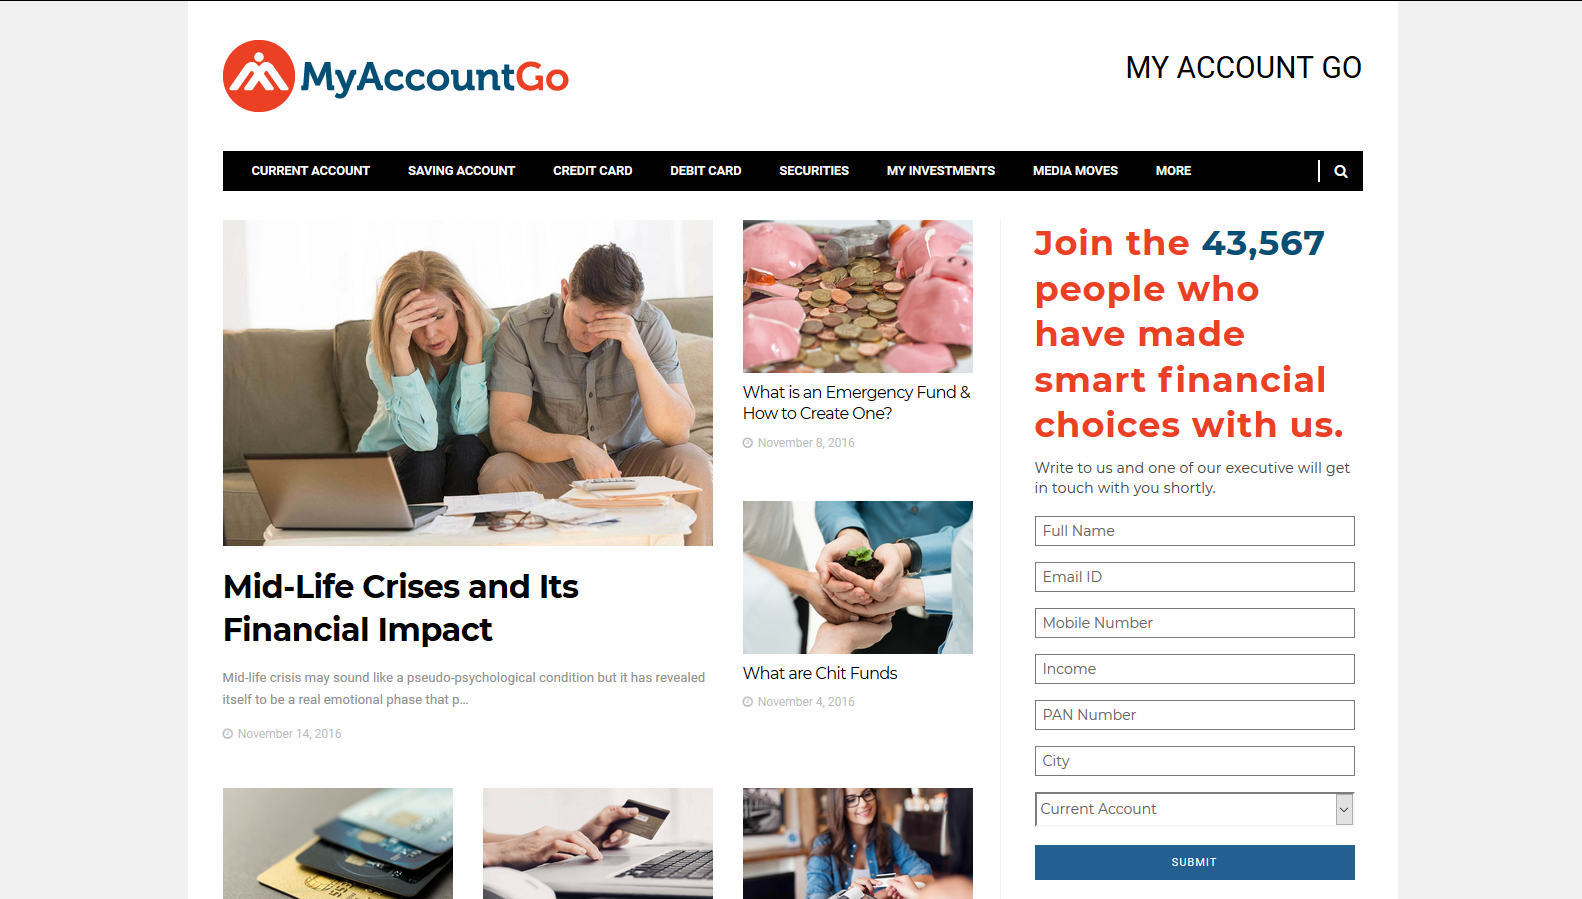 MyAccountGo
MY ACCOUNT GO
CURRENT ACCOUNT SAVING ACCOUNT CREDIT CARD DEBIT CARD SECURITIES MY INVESTMENTS MEDIA MOVES MORE
Mid-Life Crises and Its
Financial Impact
Mid-life crisis may sound like a pseudo-psychological condition but it has revealed
itself to be a real emotional phase that p...
November 14, 2016
What is an Emergency Fund &
How to Create One?
November 8, 2016
What are Chit Funds
November 4, 2016
Join the 43,567
people who
have made
smart financial
choices with us.
Write to us and one of our executive will get
in touch with you shortly.
Full Name
Email ID
Mobile Number
Income
PAN Number
City
Current Account
SUBMIT